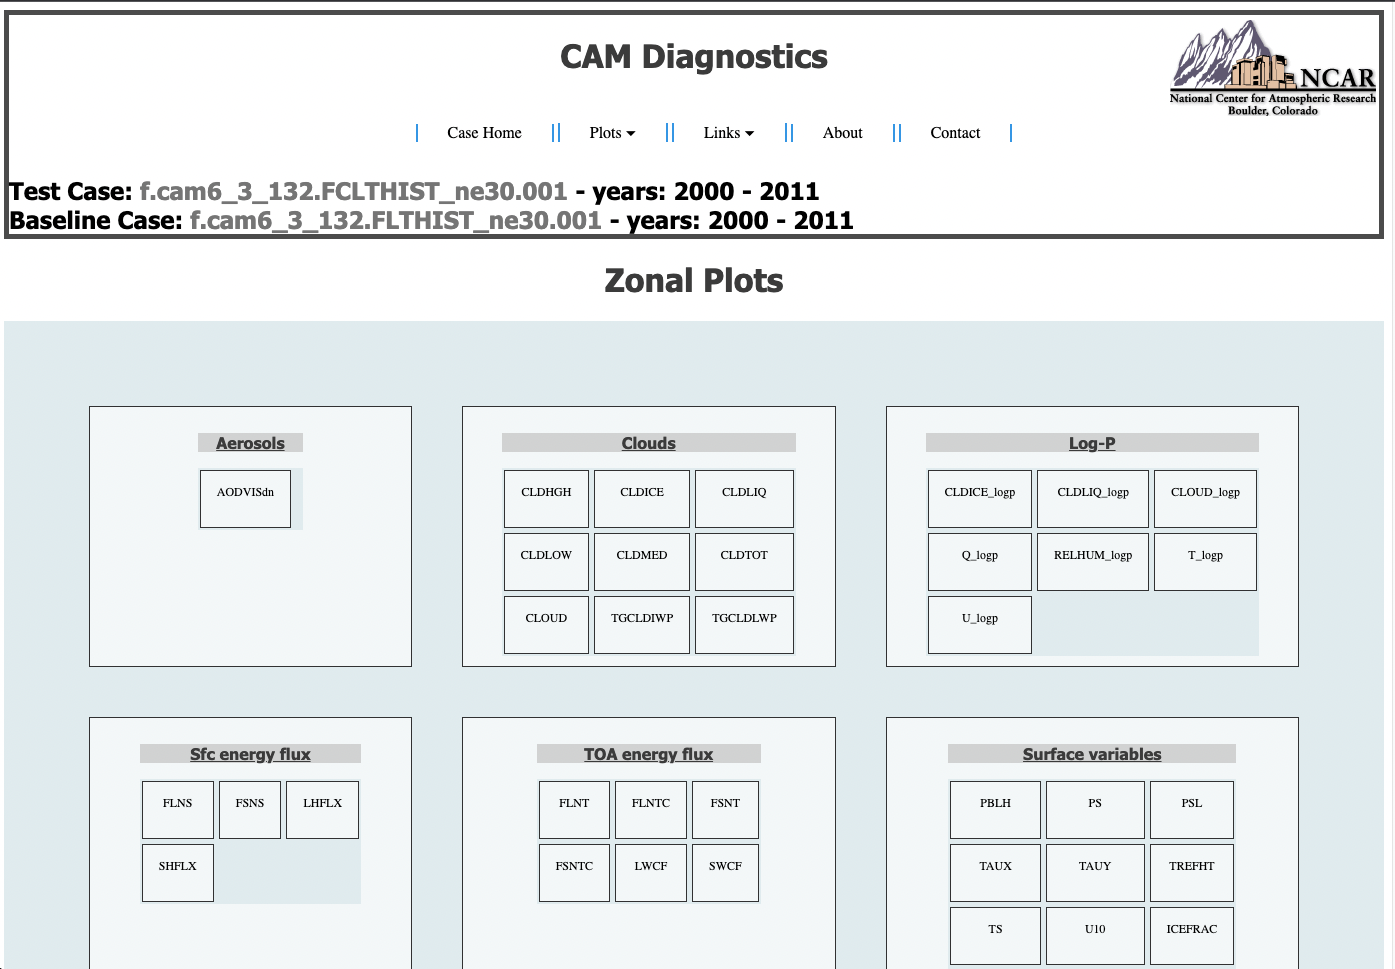 CAM Diagnostics
NCAR
National Center for Atmospheric Research
Boulder, Colorado
Case Home Plots Links About Contact
Test Case: f.cam6_3_132.FCLTHIST_ne30.001 - years: 2000 - 2011
Baseline Case: f.cam6_3_132.FLTHIST_ne30.001 - years: 2000 - 2011
Zonal Plots
Aerosols
AODVISdn
Clouds
CLDHGH CLDICE CLDLIQ
CLDLOW CLDMED CLDTOT
CLOUD TGCLDIWP TGCLDLWP
Log-P
CLDICE_logp CLDLIQ_logp CLOUD_logp
Q_logp RELHUM_logp T_logp
U_logp
Sfc energy flux
FLNS FSNS LHFLX
SHFLX
TOA energy flux
FLNT FLNTC FSNT
FSNTC LWCF SWCF
Surface variables
PBLH PS PSL
TAUX TAUY TREFHT
TS U10 ICEFRAC